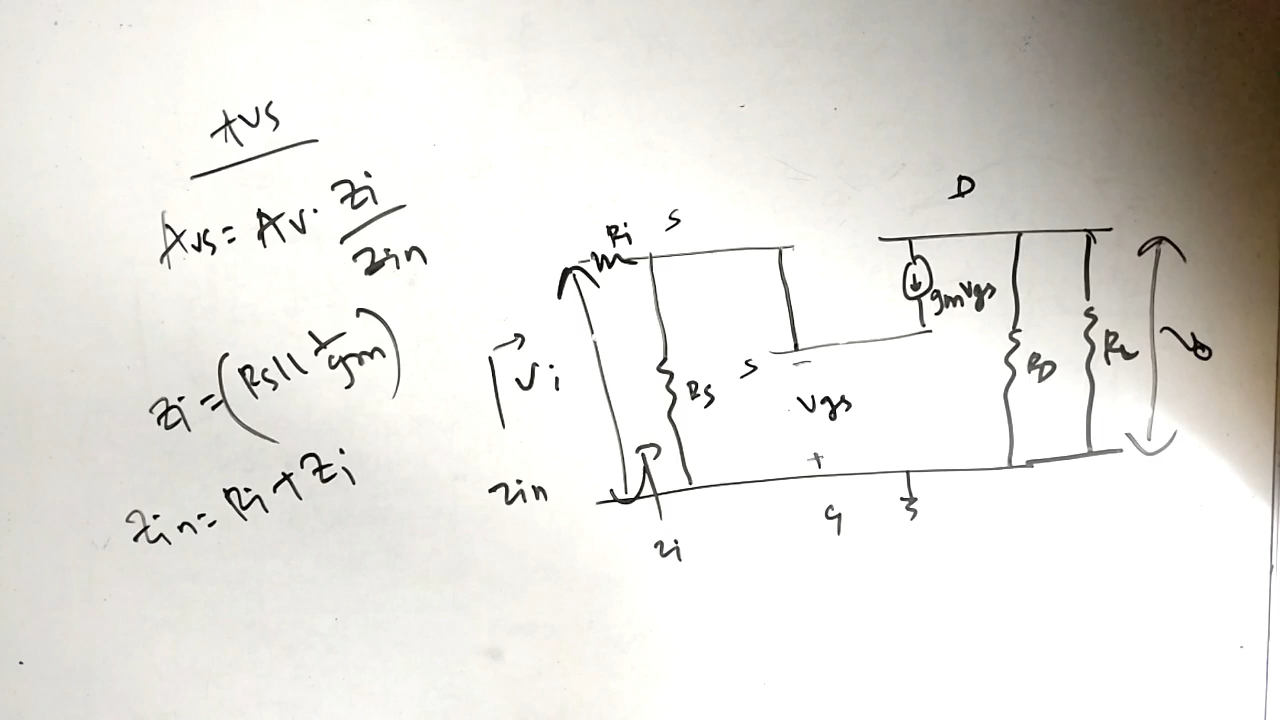 AVS
Avs = Av. Zi / Zin
Zi = (Rs || 1/gm)
Zin = Ri + Zi
D
S
Ri
gmvgs
RL
RD
Vi
S
Rs
-
vgs
+
Zin
G
Zi